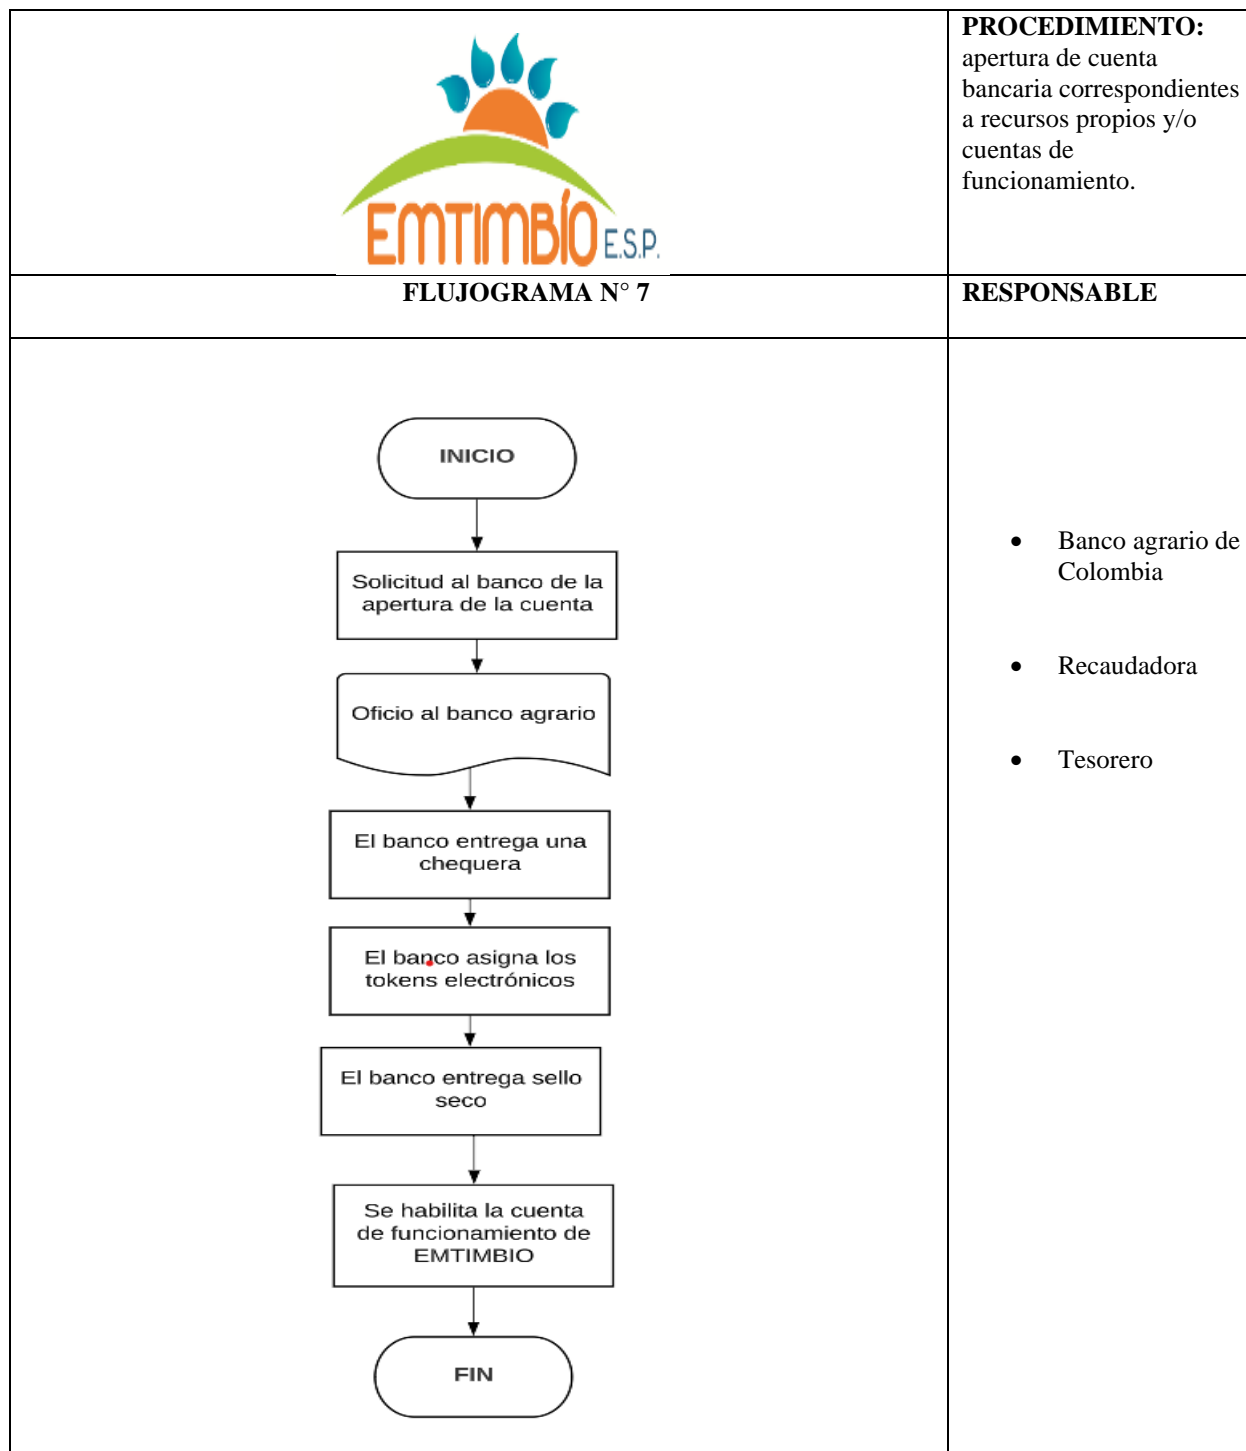 EMTIMBÍO E.S.P.
PROCEDIMIENTO:
apertura de cuenta
bancaria correspondientes
a recursos propios y/o
cuentas de
funcionamiento.
FLUJOGRAMA N° 7
RESPONSABLE
INICIO
Solicitud al banco de la
apertura de la cuenta
Oficio al banco agrario
El banco entrega una
chequera
El banco asigna los
tokens electrónicos
El banco entrega sello
seco
Se habilita la cuenta
de funcionamiento de
EMTIMBIO
FIN
• Banco agrario de
Colombia
• Recaudadora
• Tesorero